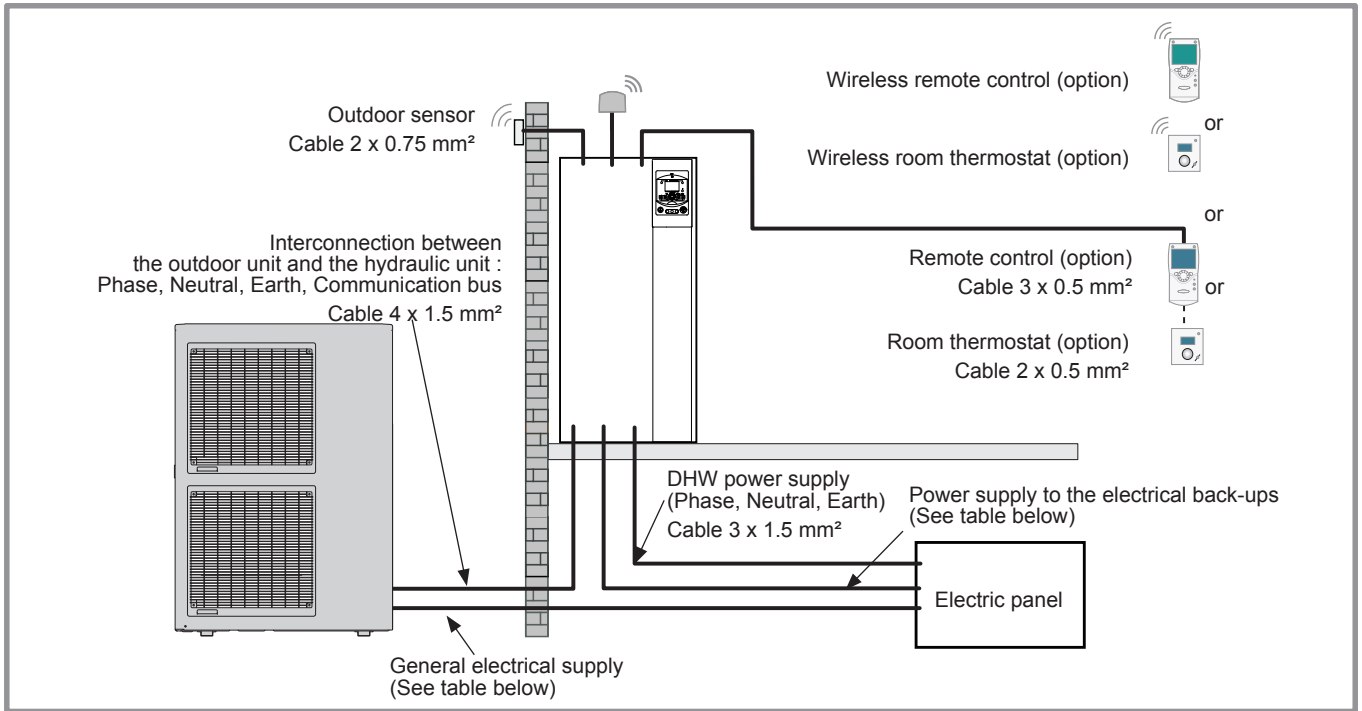 Wireless remote control (option)
or
Wireless room thermostat (option)
or
Remote control (option)
Cable 3 x 0.5 mm²
or
Room thermostat (option)
Cable 2 x 0.5 mm²
Outdoor sensor
Cable 2 x 0.75 mm²
Interconnection between
the outdoor unit and the hydraulic unit :
Phase, Neutral, Earth, Communication bus
Cable 4 x 1.5 mm²
DHW power supply
(Phase, Neutral, Earth)
Cable 3 x 1.5 mm²
Power supply to the electrical back-ups
(See table below)
Electric panel
General electrical supply
(See table below)